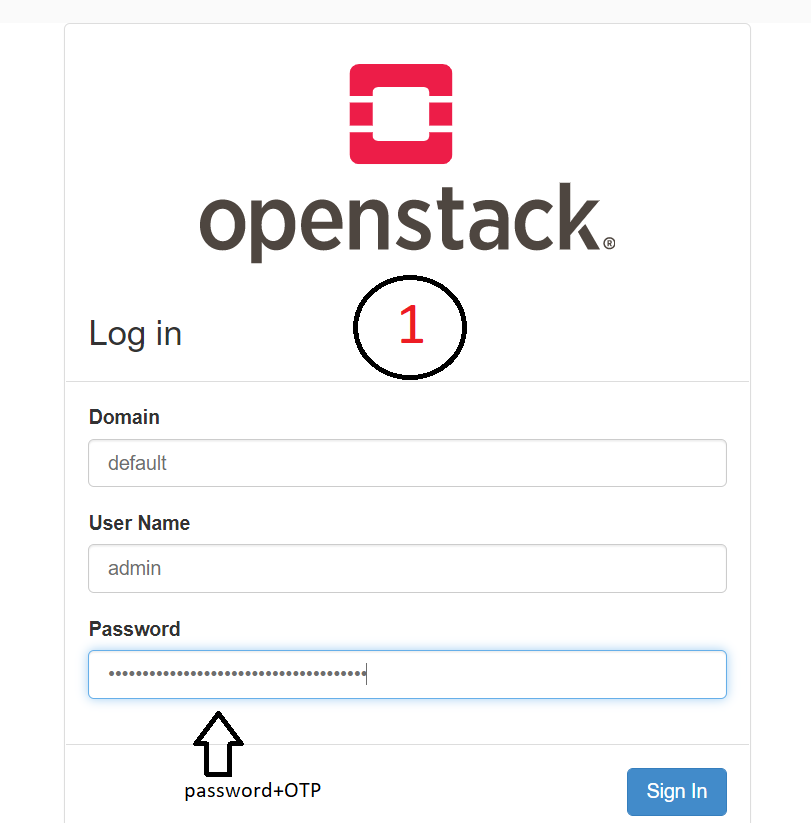 openstack®
1
Log in
Domain
default
User Name
admin
Password
••••••••••••••••••••••••••••••••••••••
password+OTP
Sign In